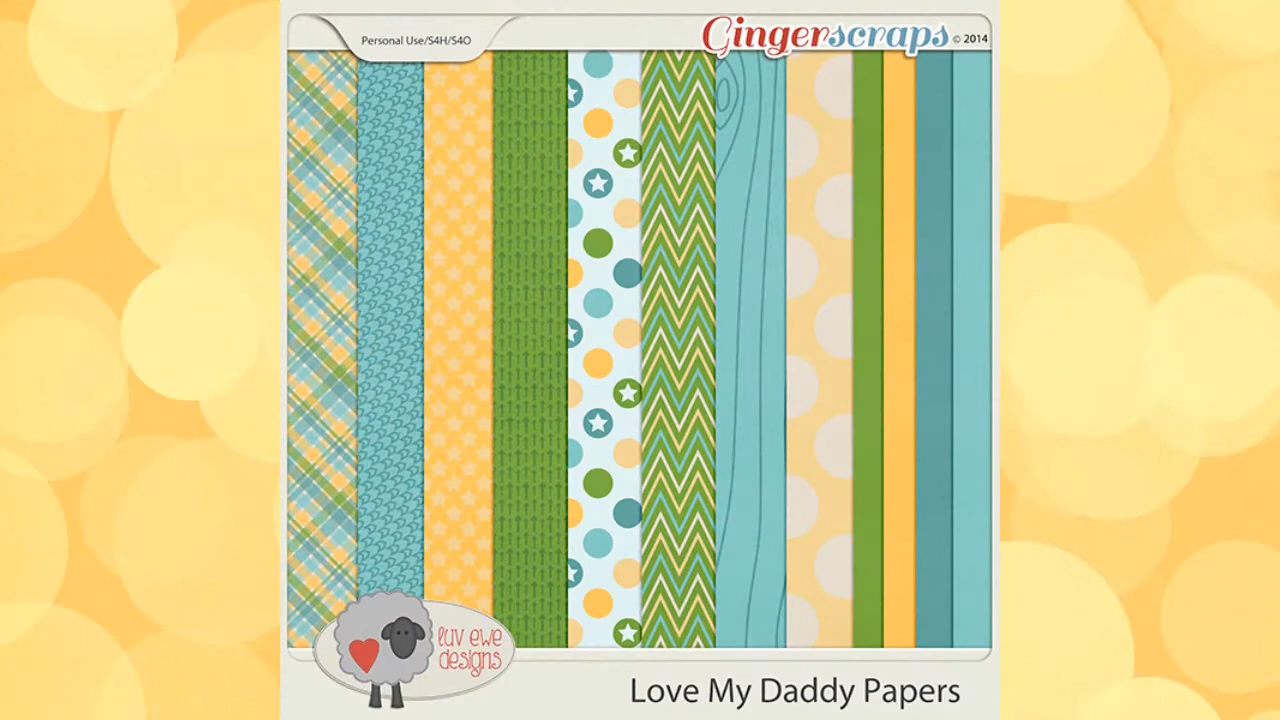 Personal Use/S4H/S4O
Gingerscraps © 2014
luv ewe
designs
Love My Daddy Papers